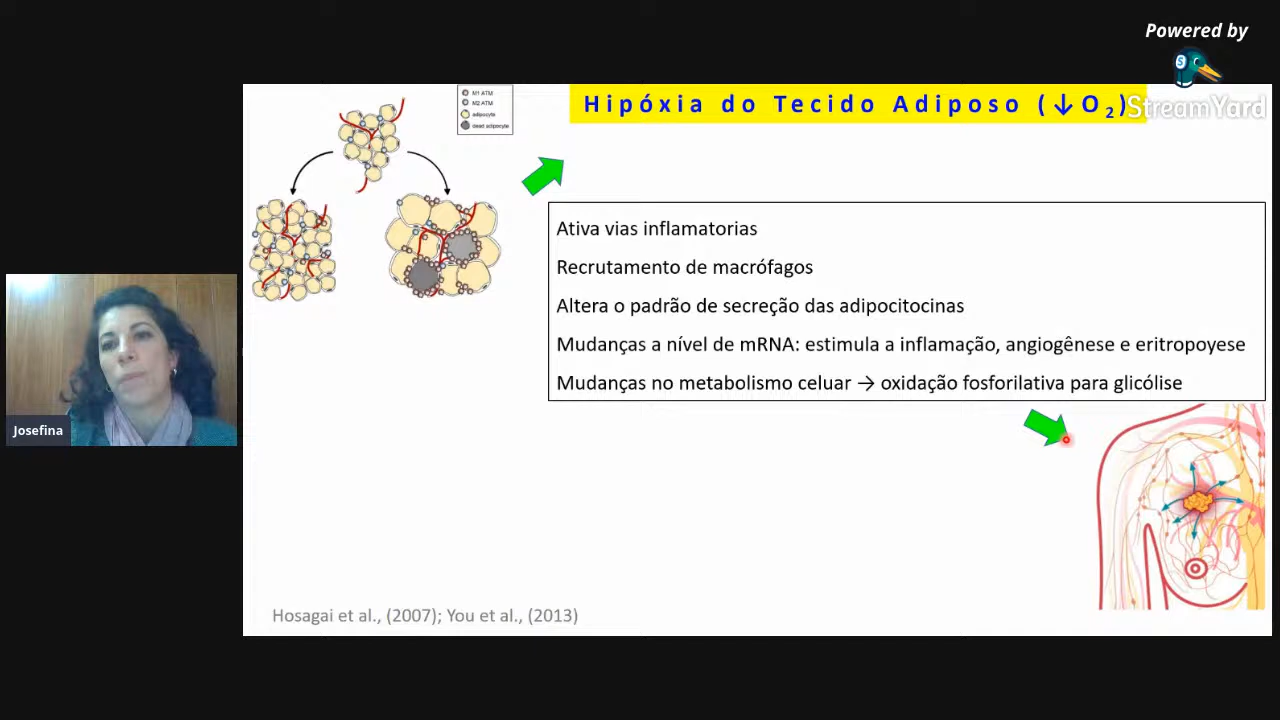 Powered by
StreamYard
Hipóxia do Tecido Adiposo (↓O₂)
M1 ATM
M2 ATM
adipocyte
dead adipocyte
Ativa vias inflamatorias
Recrutamento de macrófagos
Altera o padrão de secreção das adipocitocinas
Mudanças a nível de mRNA: estimula a inflamação, angiogênese e eritropoyese
Mudanças no metabolismo celuar → oxidação fosforilativa para glicólise
Josefina
Hosagai et al., (2007); You et al., (2013)